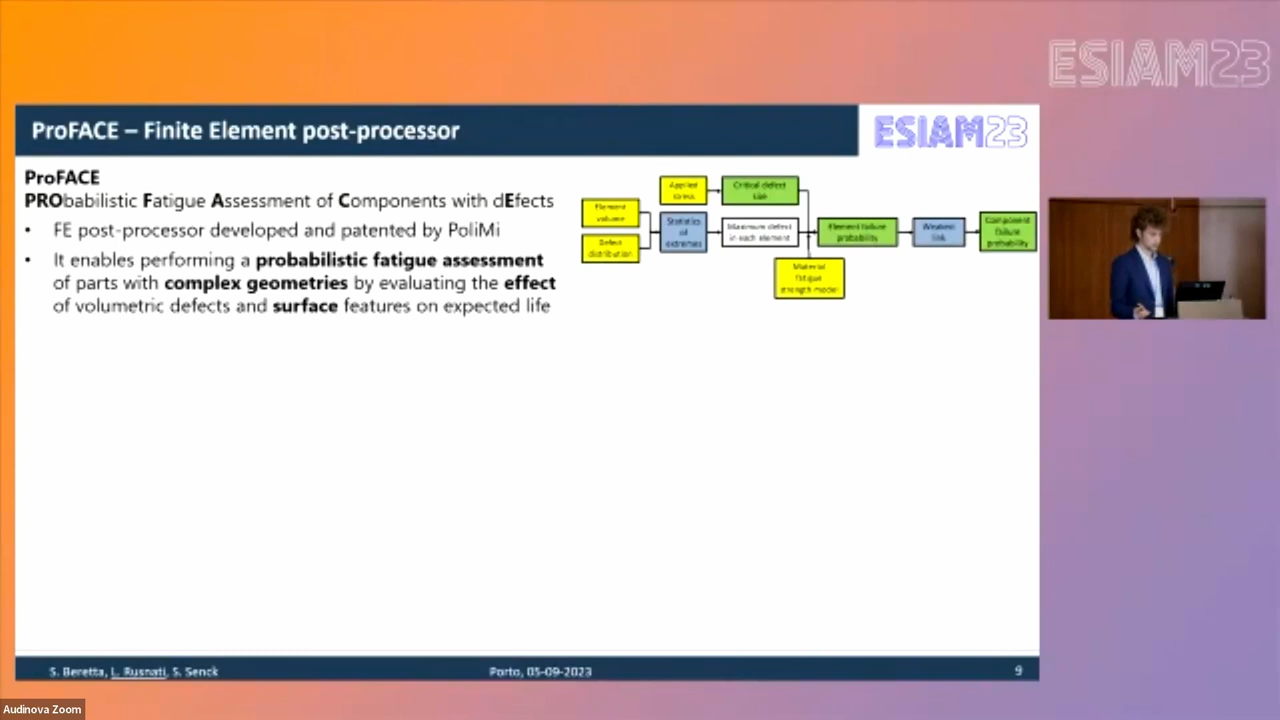 ESIAM23
ProFACE – Finite Element post-processor
ESIAM23
ProFACE
PRObabilistic Fatigue Assessment of Components with dEfects
• FE post-processor developed and patented by PoliMi
• It enables performing a probabilistic fatigue assessment
of parts with complex geometries by evaluating the effect
of volumetric defects and surface features on expected life
Element
volume
Defect
distribution
Applied
stress
Statistics
of
extremes
Critical defect
size
Maximum defect
in each element
Material
fatigue
strength model
Element failure
probability
Weakest
link
Component
failure
probability
S. Beretta, L. Rusnati, S. Senck
Porto, 05-09-2023
9
Audinova Zoom